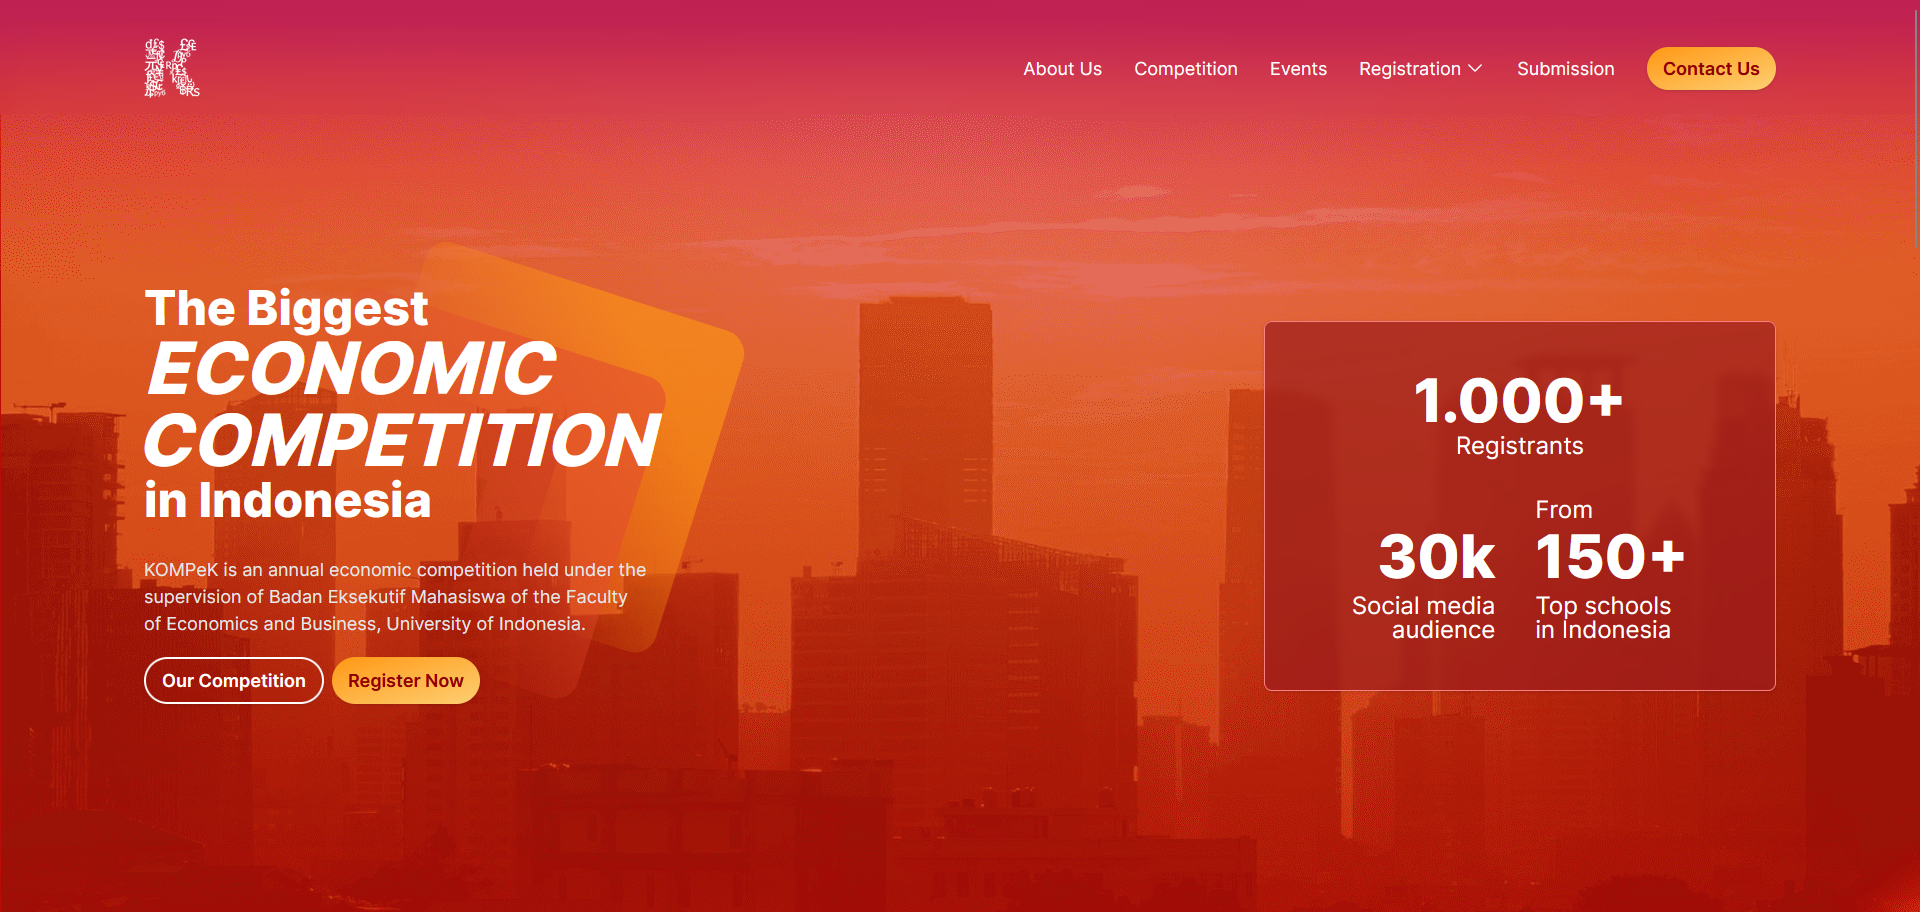 About Us
Competition
Events
Registration
Submission
Contact Us
The Biggest
ECONOMIC
COMPETITION
in Indonesia
KOMPeK is an annual economic competition held under the
supervision of Badan Eksekutif Mahasiswa of the Faculty
of Economics and Business, University of Indonesia.
Our Competition
Register Now
1.000+
Registrants
30k
Social media
audience
From
150+
Top schools
in Indonesia